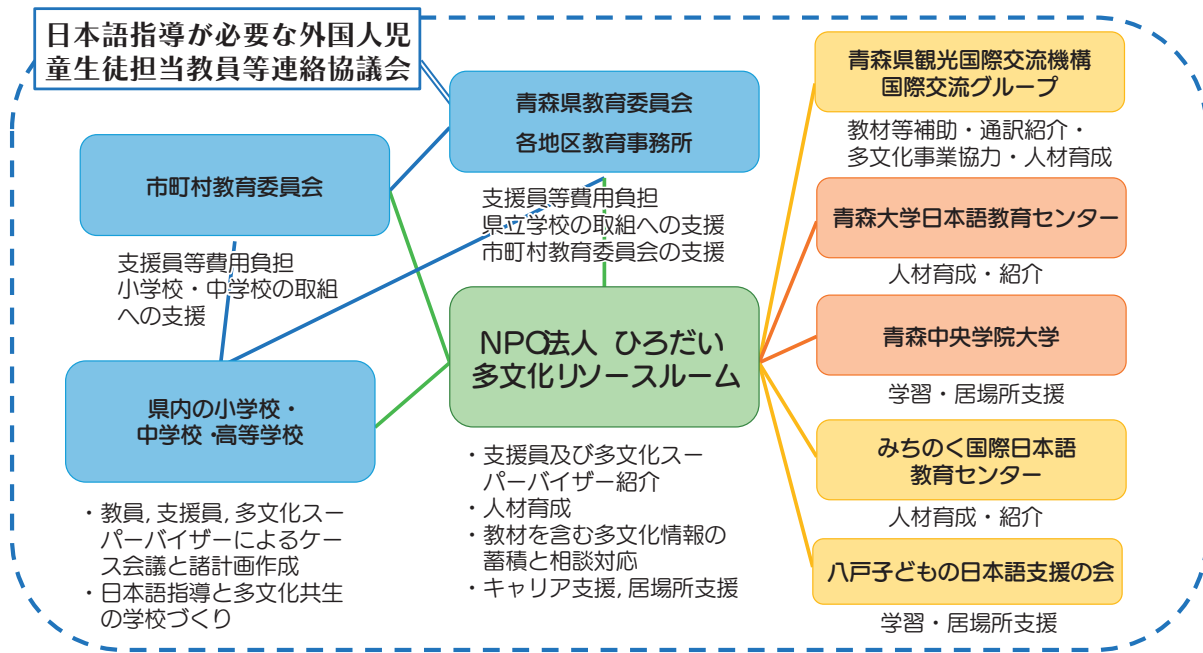 日本語指導が必要な外国人児
童生徒担当教員等連絡協議会
青森県教育委員会
各地区教育事務所
支援員等費用負担
県立学校の取組への支援
市町村教育委員会の支援
市町村教育委員会
支援員等費用負担
小学校・中学校の取組
への支援
県内の小学校・
中学校・高等学校
・教員，支援員，多文化スー
パーバイザーによるケー
ス会議と諸計画作成
・日本語指導と多文化共生
の学校づくり
NPO法人 ひろだい
多文化リソースルーム
・支援員及び多文化スー
パーバイザー紹介
・人材育成
・教材を含む多文化情報の
蓄積と相談対応
・キャリア支援，居場所支援
青森県観光国際交流機構
国際交流グループ
教材等補助・通訳紹介・
多文化事業協力・人材育成
青森大学日本語教育センター
人材育成・紹介
青森中央学院大学
学習・居場所支援
みちのく国際日本語
教育センター
人材育成・紹介
八戸子どもの日本語支援の会
学習・居場所支援